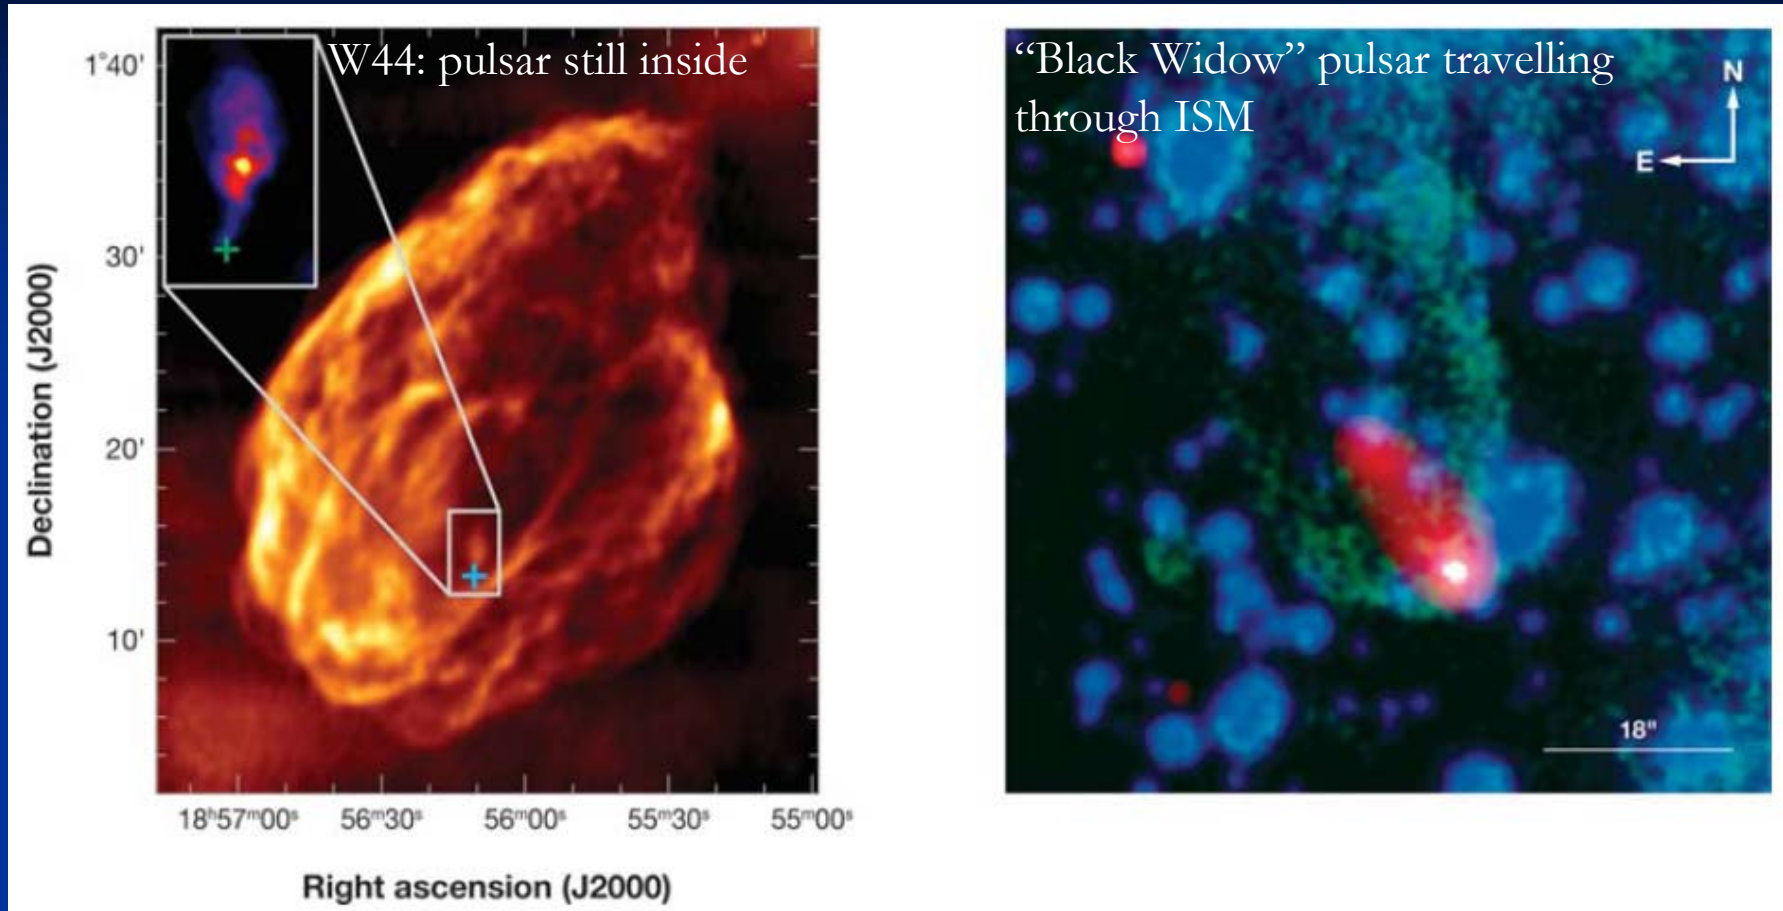 W44: pulsar still inside
1°40'
30'
20'
10'
Declination (J2000)
18ʰ57ᵐ00ˢ 56ᵐ30ˢ 56ᵐ00ˢ 55ᵐ30ˢ 55ᵐ00ˢ
Right ascension (J2000)
“Black Widow” pulsar travelling
through ISM
N
E
18"